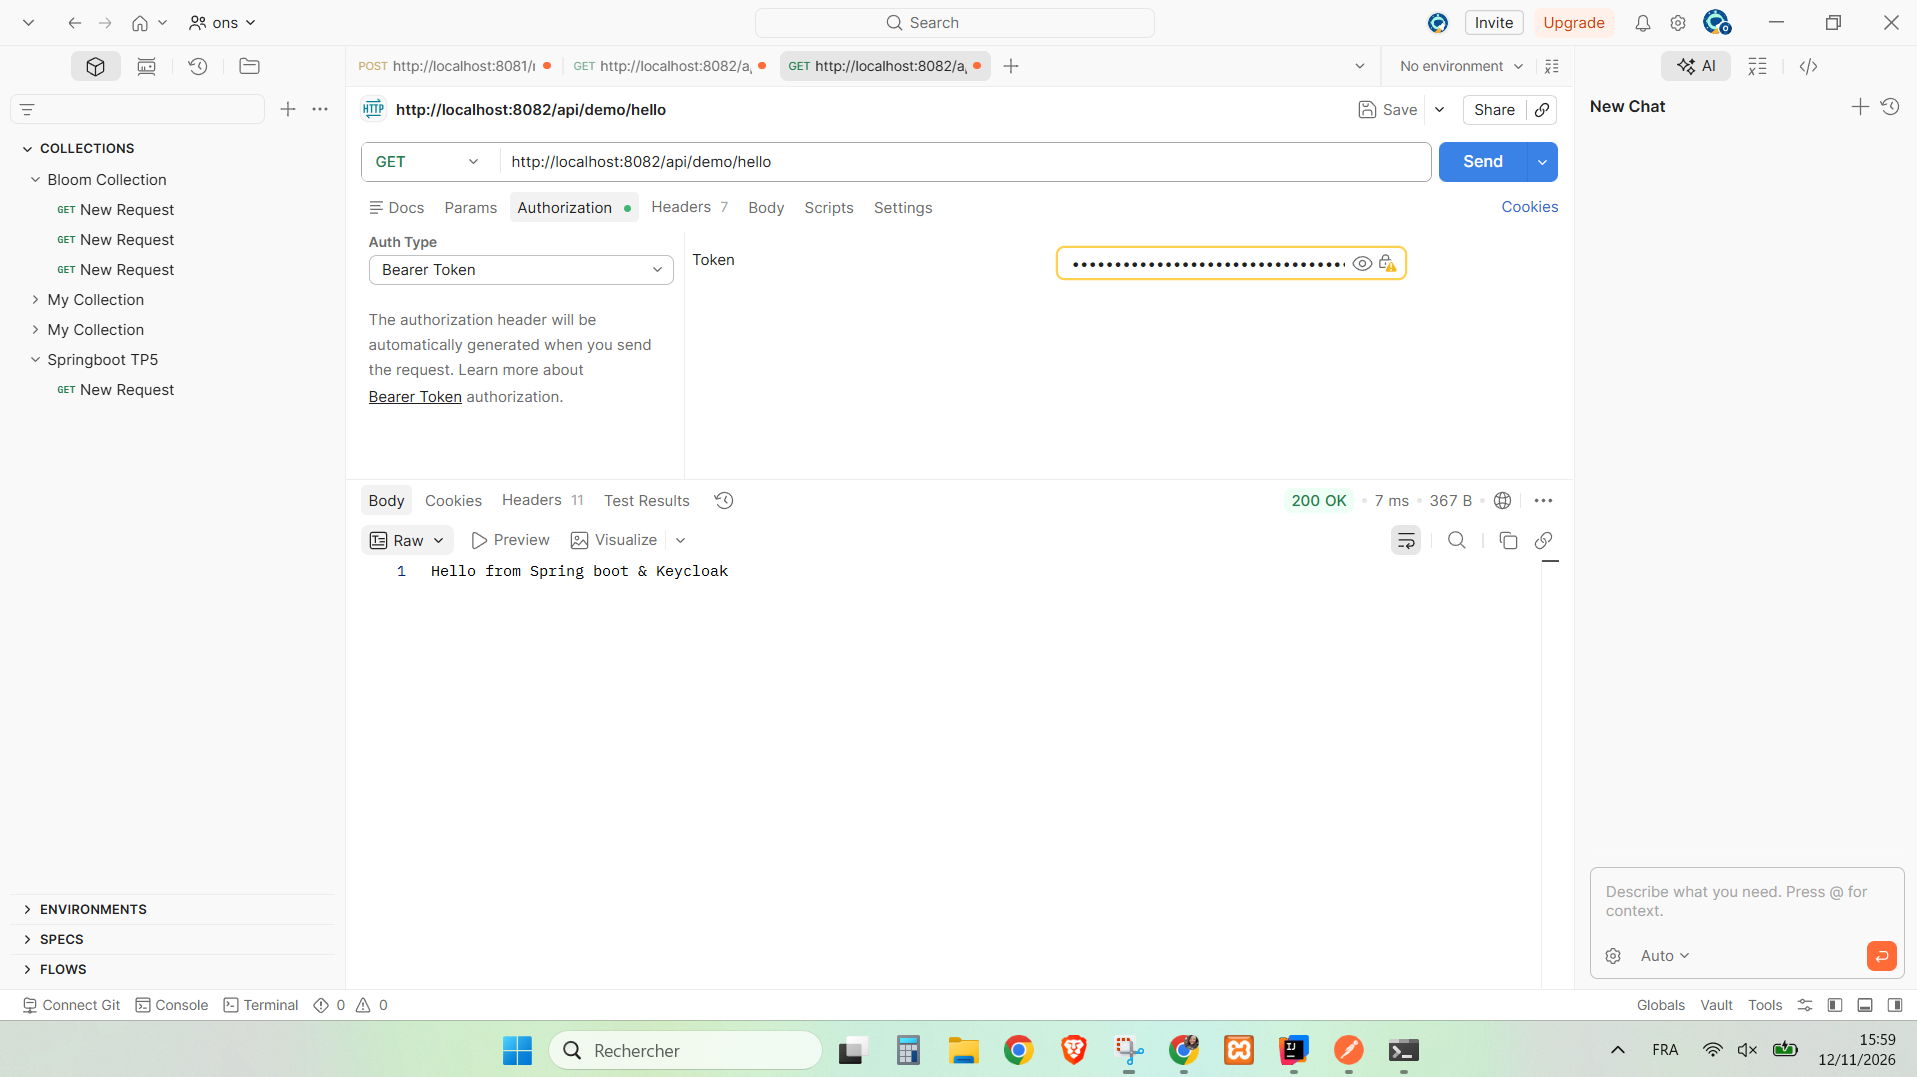 ons
Search
Invite
Upgrade
POST http://localhost:8081/r
GET http://localhost:8082/a
GET http://localhost:8082/a
No environment
AI
HTTP http://localhost:8082/api/demo/hello
Save
Share
New Chat
COLLECTIONS
Bloom Collection
GET New Request
GET New Request
GET New Request
My Collection
My Collection
Springboot TP5
GET New Request
GET http://localhost:8082/api/demo/hello
Send
Docs Params Authorization Headers 7 Body Scripts Settings
Cookies
Auth Type
Bearer Token
Token
The authorization header will be
automatically generated when you send
the request. Learn more about
Bearer Token authorization.
Body Cookies Headers 11 Test Results
200 OK • 7 ms • 367 B
Raw Preview Visualize
1 Hello from Spring boot & Keycloak
Describe what you need. Press @ for
context.
Auto
ENVIRONMENTS
SPECS
FLOWS
Connect Git Console Terminal 0 0
Globals Vault Tools
Rechercher
FRA
15:59
12/11/2026